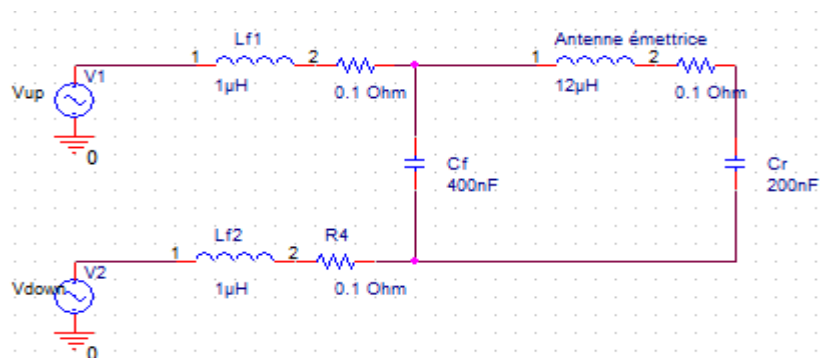 Lf1
Antenne émettrice
1 2
1 2
V1
Vup
1µH
0.1 Ohm
12µH
0.1 Ohm
0
Cf
400nF
Cr
200nF
Lf2
R4
1 2
V2
Vdown
1µH
0.1 Ohm
0